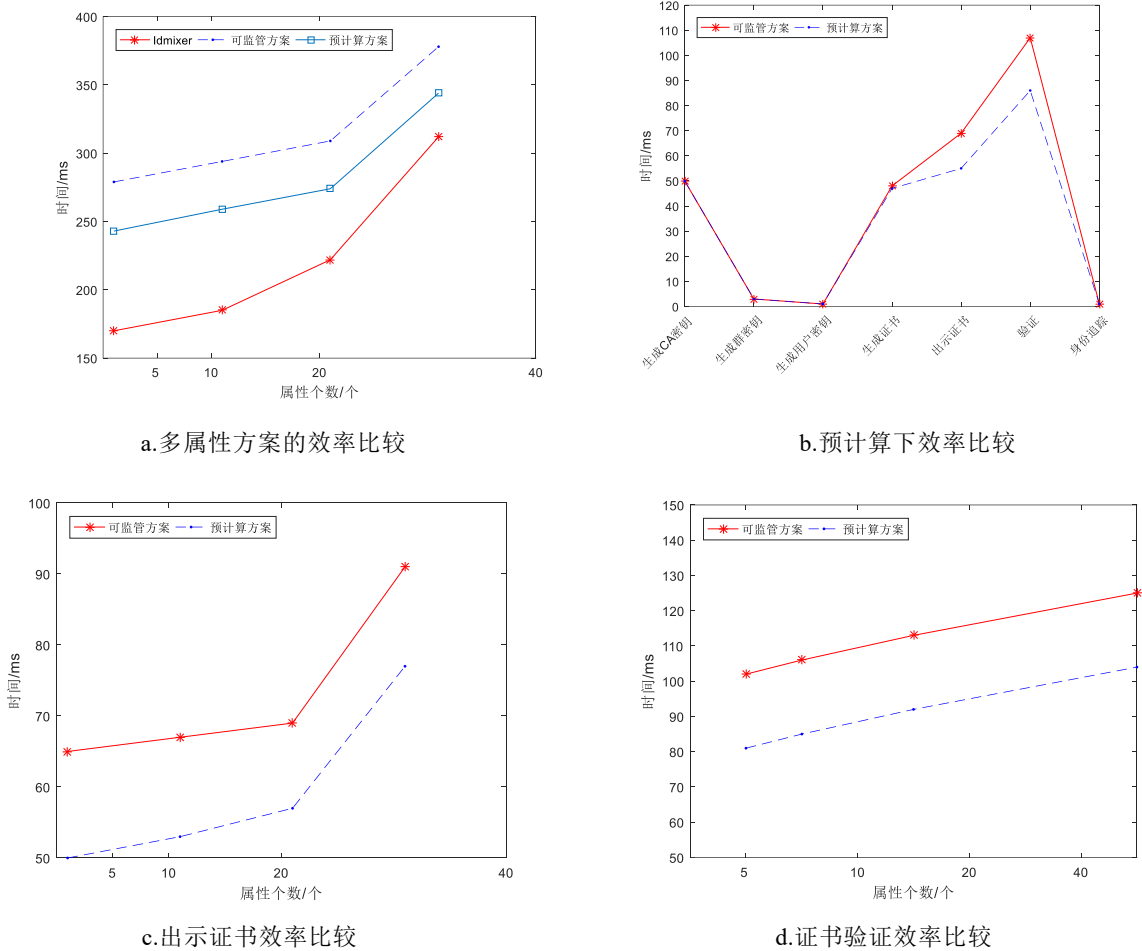 400
350
300
250
200
150
时间/ms
Idmixer 可监管方案 预计算方案
5 10 20 40
属性个数/个
a.多属性方案的效率比较
120
110
100
90
80
70
60
50
40
30
20
10
0
时间/ms
可监管方案 预计算方案
生成CA密钥
生成群密钥
生成用户密钥
生成证书
出示证书
验证
身份追踪
b.预计算下效率比较
100
90
80
70
60
50
时间/ms
可监管方案 预计算方案
5 10 20 40
属性个数/个
c.出示证书效率比较
150
140
130
120
110
100
90
80
70
60
50
时间/ms
可监管方案 预计算方案
5 10 20 40
属性个数/个
d.证书验证效率比较